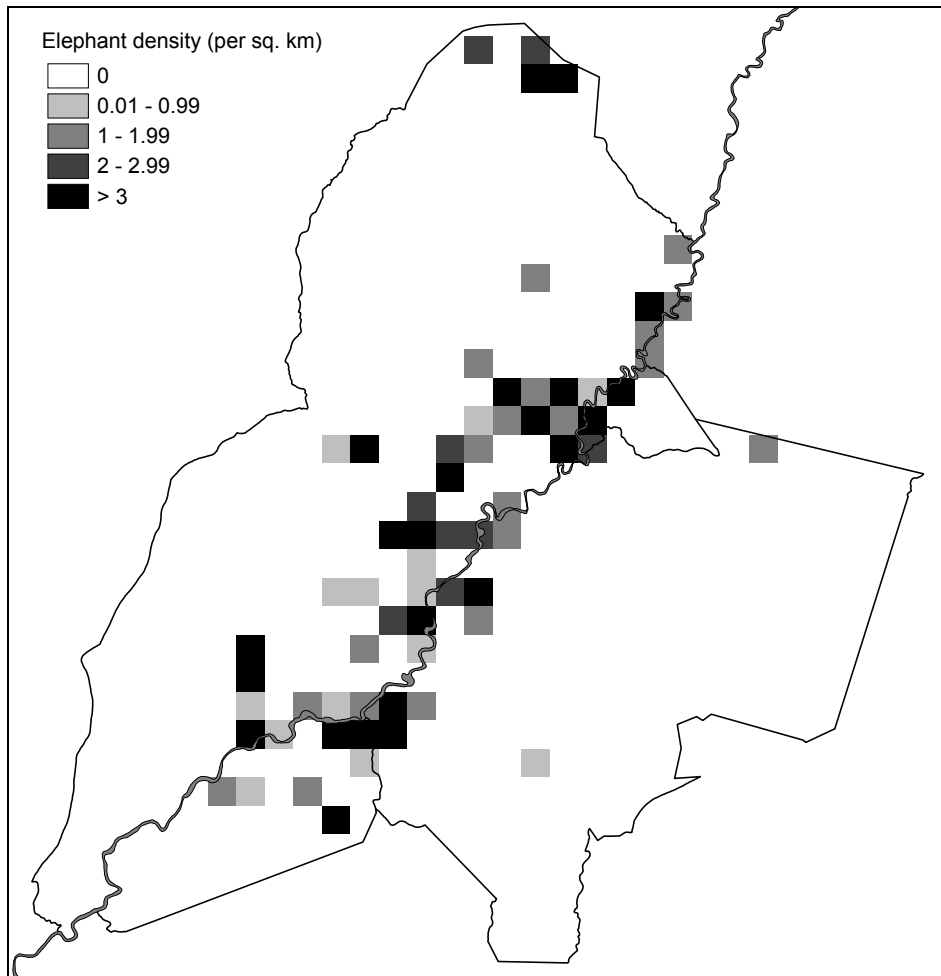 Elephant density (per sq. km)
0
0.01 - 0.99
1 - 1.99
2 - 2.99
> 3